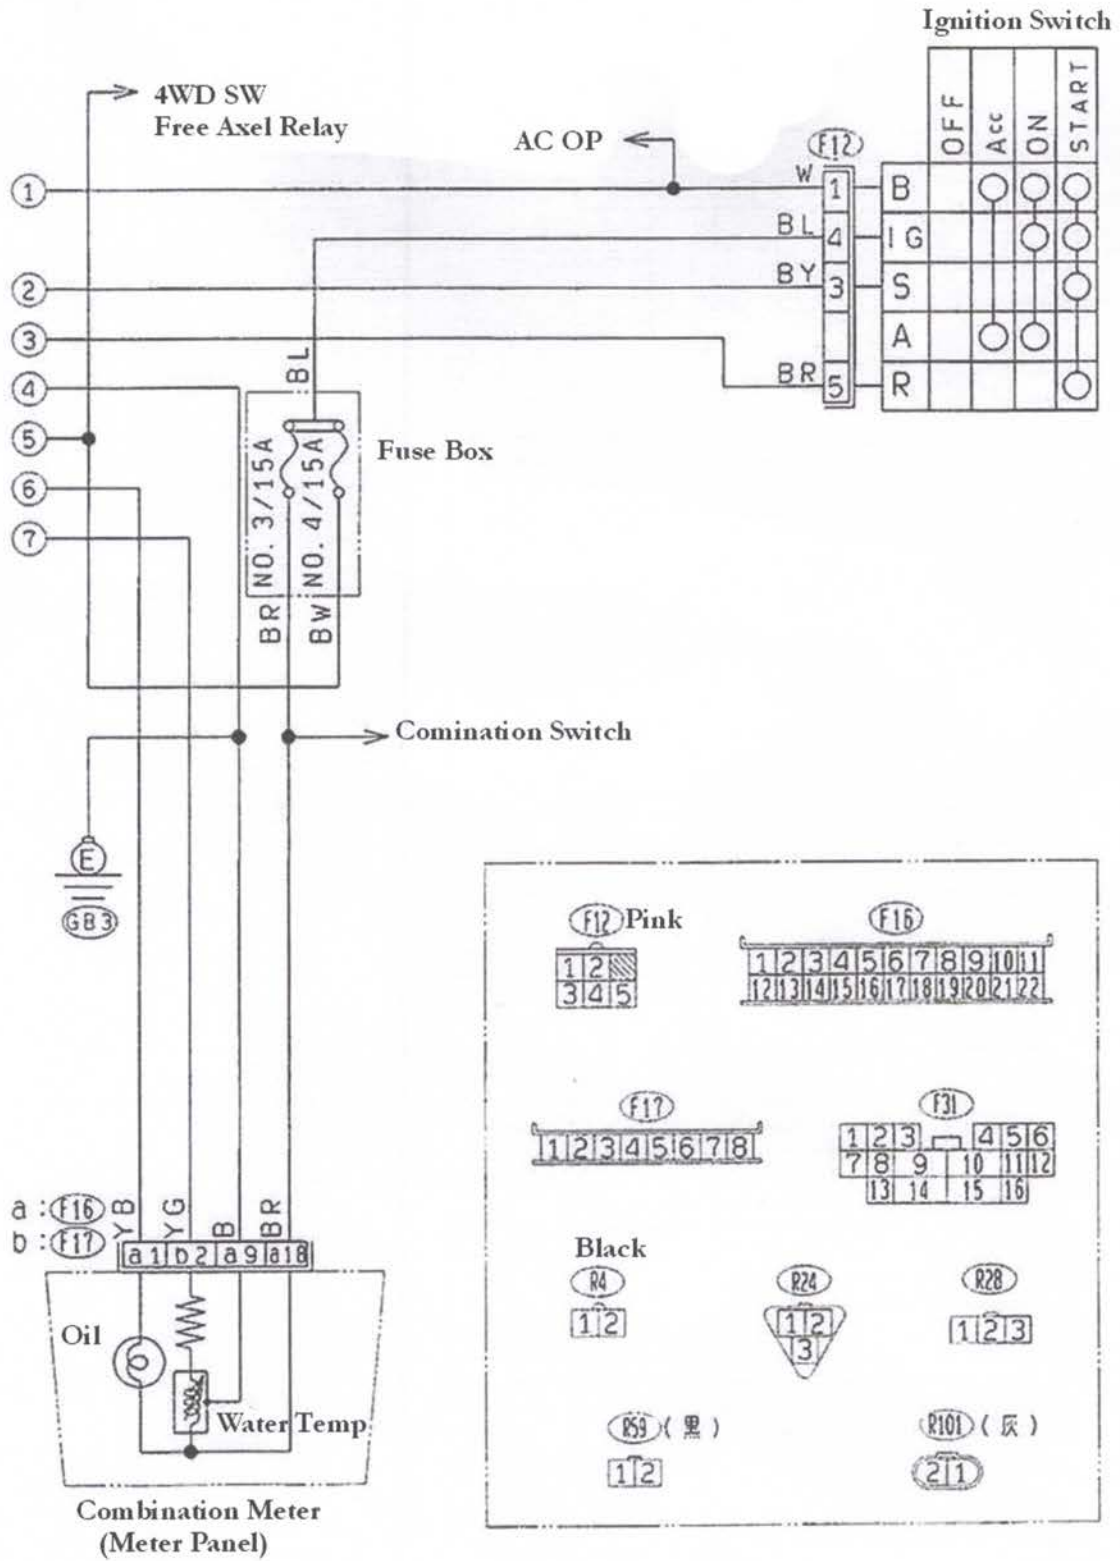 Ignition Switch
OFF
Acc
ON
START
4WD SW
Free Axel Relay
AC OP
F12
1
W
1
B
BL
4
IG
2
BY
3
S
3
A
BR
5
R
4
BL
5
Fuse Box
6
NO. 3/15A
NO. 4/15A
7
BR
BW
Comination Switch
E
GB3
F12 Pink
1 2
3 4 5
F16
1 2 3 4 5 6 7 8 9 10 11
12 13 14 15 16 17 18 19 20 21 22
F17
1 2 3 4 5 6 7 8
F31
1 2 3 4 5 6
7 8 9 10 11 12
13 14 15 16
a : F16
b : F17
YB
YG
B
BR
a1 b2 a9 a18
Black
R4
1 2
R24
1 2
3
R28
1 2 3
Oil
Water Temp
R59 (黒)
1 2
R101 (灰)
2 1
Combination Meter
(Meter Panel)